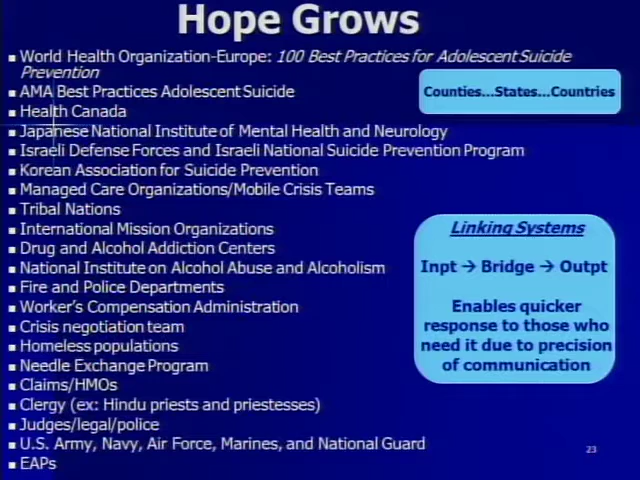 Hope Grows
World Health Organization-Europe: 100 Best Practices for Adolescent Suicide
Prevention
AMA Best Practices Adolescent Suicide
Health Canada
Japanese National Institute of Mental Health and Neurology
Israeli Defense Forces and Israeli National Suicide Prevention Program
Korean Association for Suicide Prevention
Managed Care Organizations/Mobile Crisis Teams
Tribal Nations
International Mission Organizations
Drug and Alcohol Addiction Centers
National Institute on Alcohol Abuse and Alcoholism
Fire and Police Departments
Worker's Compensation Administration
Crisis negotiation team
Homeless populations
Needle Exchange Program
Claims/HMOs
Clergy (ex: Hindu priests and priestesses)
Judges/legal/police
U.S. Army, Navy, Air Force, Marines, and National Guard
EAPs
Counties...States...Countries
Linking Systems
Inpt → Bridge → Outpt
Enables quicker
response to those who
need it due to precision
of communication
23